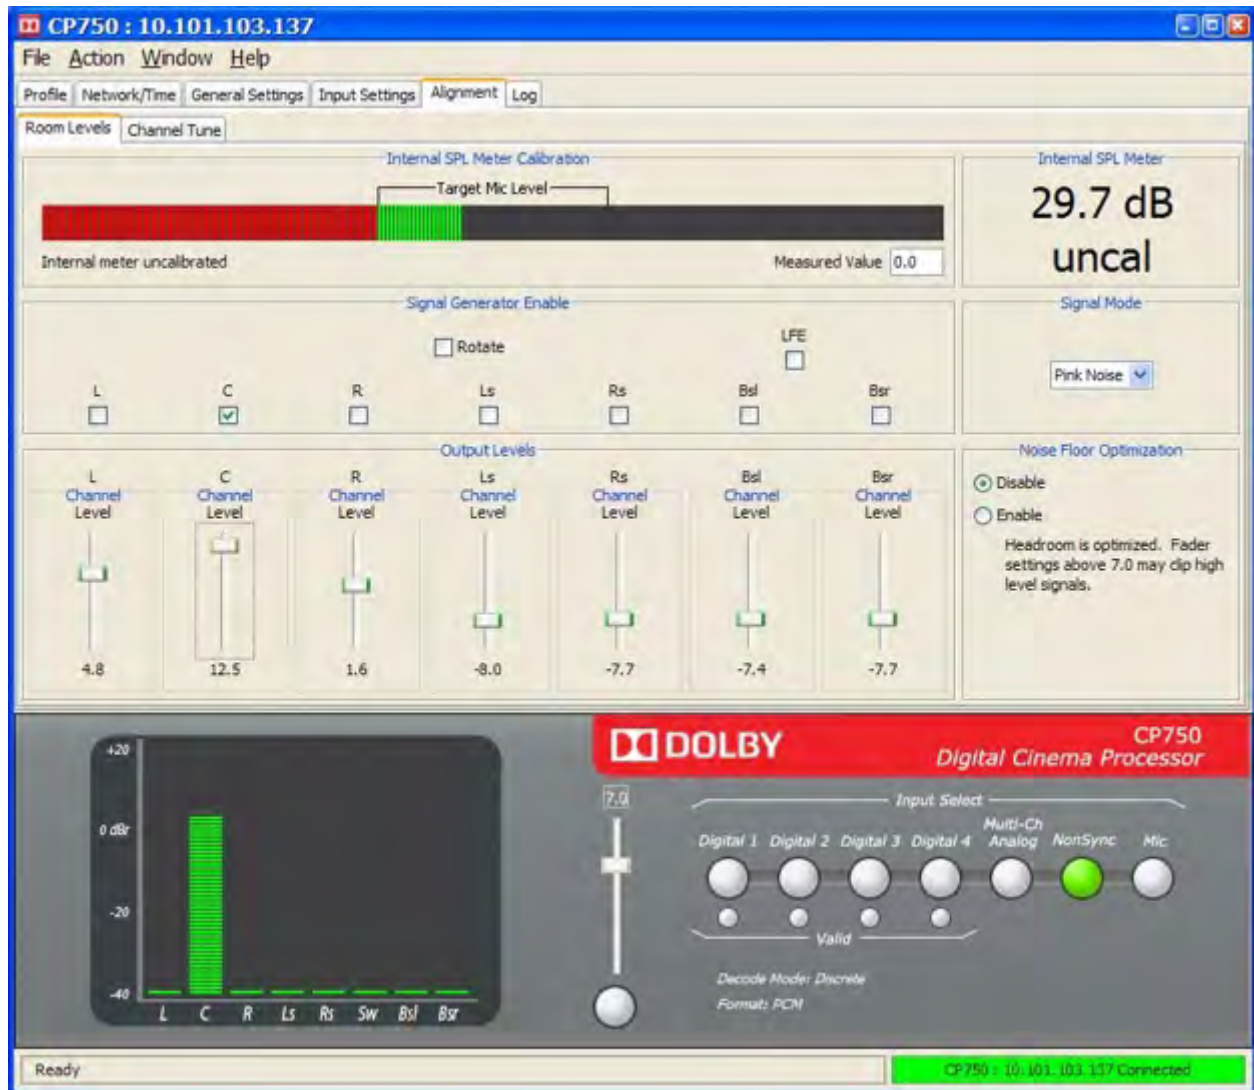 CP750 : 10.101.103.137
File Action Window Help
Profile Network/Time General Settings Input Settings Alignment Log
Room Levels Channel Tune
Internal SPL Meter Calibration
Target Mic Level
Internal meter uncalibrated
Measured Value 0.0
Internal SPL Meter
29.7 dB
uncal
Signal Generator Enable
Rotate
LFE
L C R Ls Rs Bsl Bsr
Signal Mode
Pink Noise
Output Levels
L C R Ls Rs Bsl Bsr
Channel Channel Channel Channel Channel Channel Channel
Level Level Level Level Level Level Level
4.8 12.5 1.6 -8.0 -7.7 -7.4 -7.7
Noise Floor Optimization
Disable
Enable
Headroom is optimized. Fader
settings above 7.0 may clip high
level signals.
+20
0 dBr
-20
-40
L C R Ls Rs Sw Bsl Bsr
DOLBY
CP750
Digital Cinema Processor
7.0
Input Select
Digital 1 Digital 2 Digital 3 Digital 4 Multi-Ch Analog NonSync Mic
Valid
Decode Mode: Discrete
Format: PCM
Ready
CP750 : 10.101.103.137 Connected